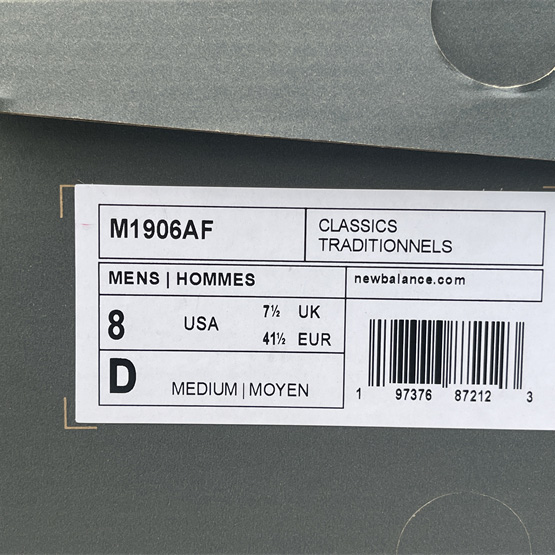 M1906AF
CLASSICS
TRADITIONNELS
MENS | HOMMES
newbalance.com
8 USA 7½ UK
41½ EUR
D MEDIUM | MOYEN
1 97376 87212 3